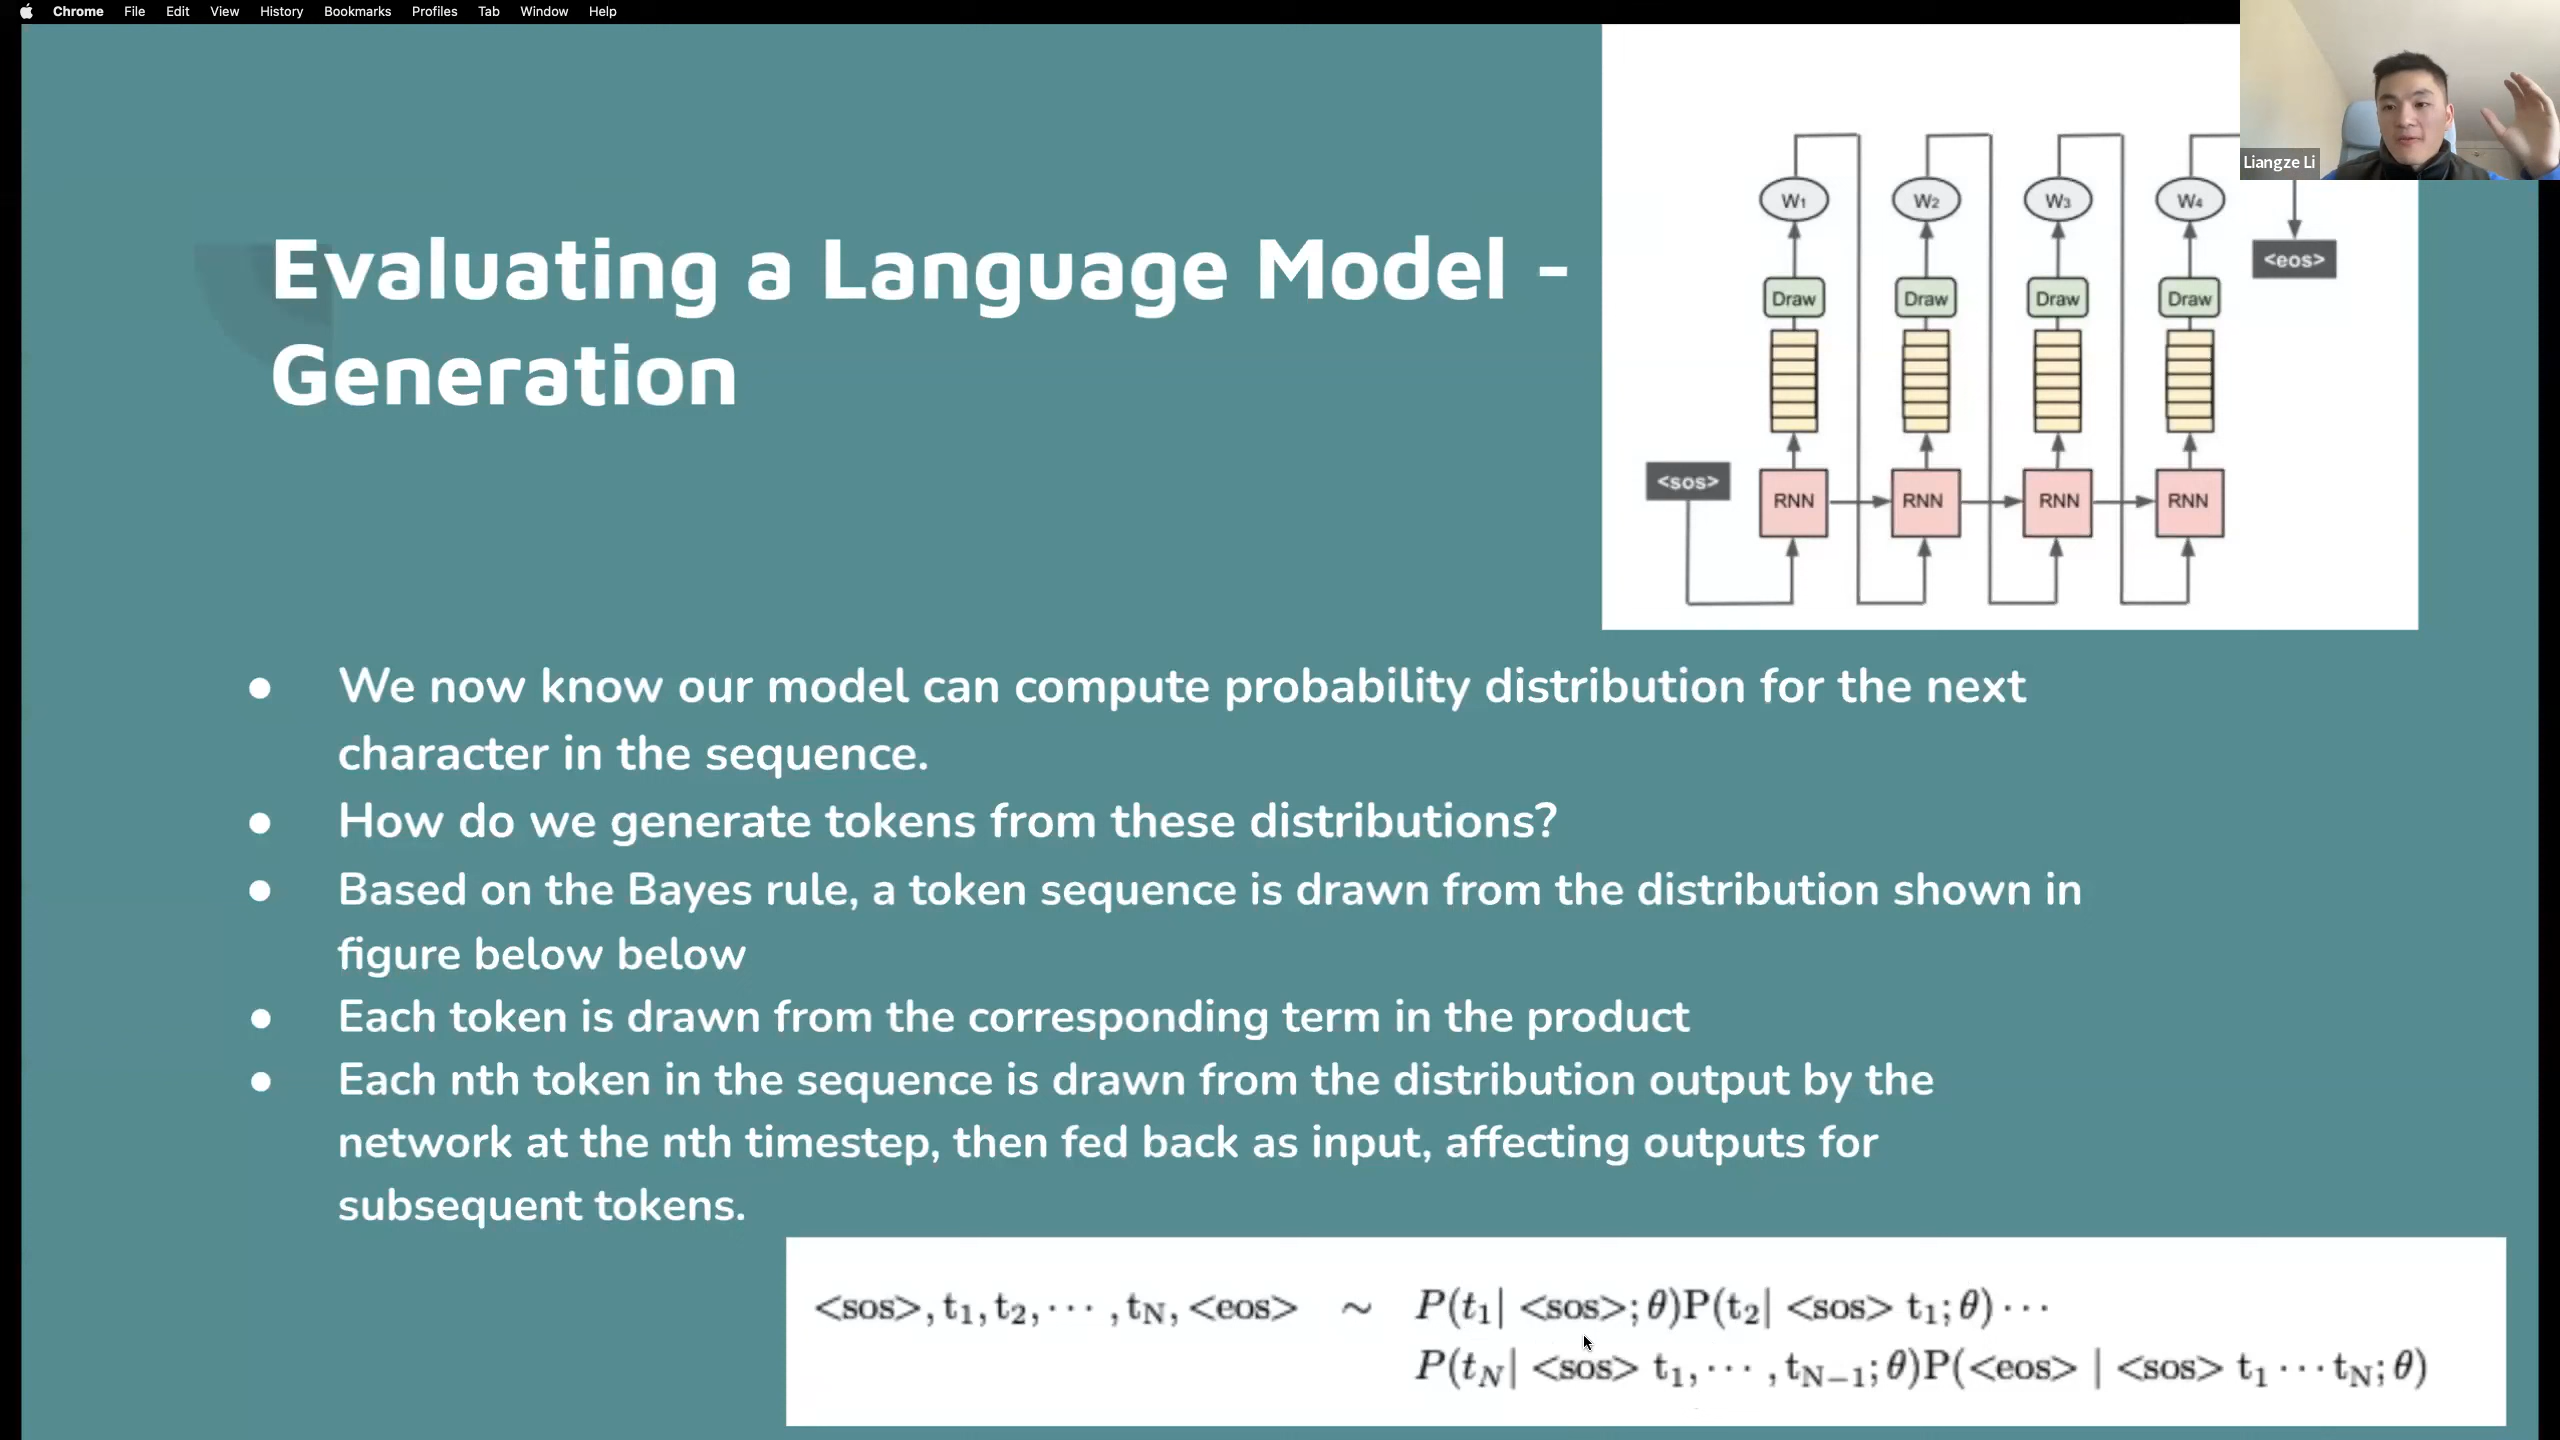 Chrome File Edit View History Bookmarks Profiles Tab Window Help
Liangze Li
Evaluating a Language Model -
Generation
W₁ W₂ W₃ W₄
<eos>
Draw Draw Draw Draw
<sos>
RNN RNN RNN RNN
● We now know our model can compute probability distribution for the next
character in the sequence.
● How do we generate tokens from these distributions?
● Based on the Bayes rule, a token sequence is drawn from the distribution shown in
figure below below
● Each token is drawn from the corresponding term in the product
● Each nth token in the sequence is drawn from the distribution output by the
network at the nth timestep, then fed back as input, affecting outputs for
subsequent tokens.
<sos>, t₁, t₂, ··· , t_N, <eos> ~ P(t₁| <sos>; θ)P(t₂| <sos> t₁; θ) ···
P(t_N| <sos> t₁, ··· , t_{N−1}; θ)P(<eos> | <sos> t₁ ··· t_N; θ)